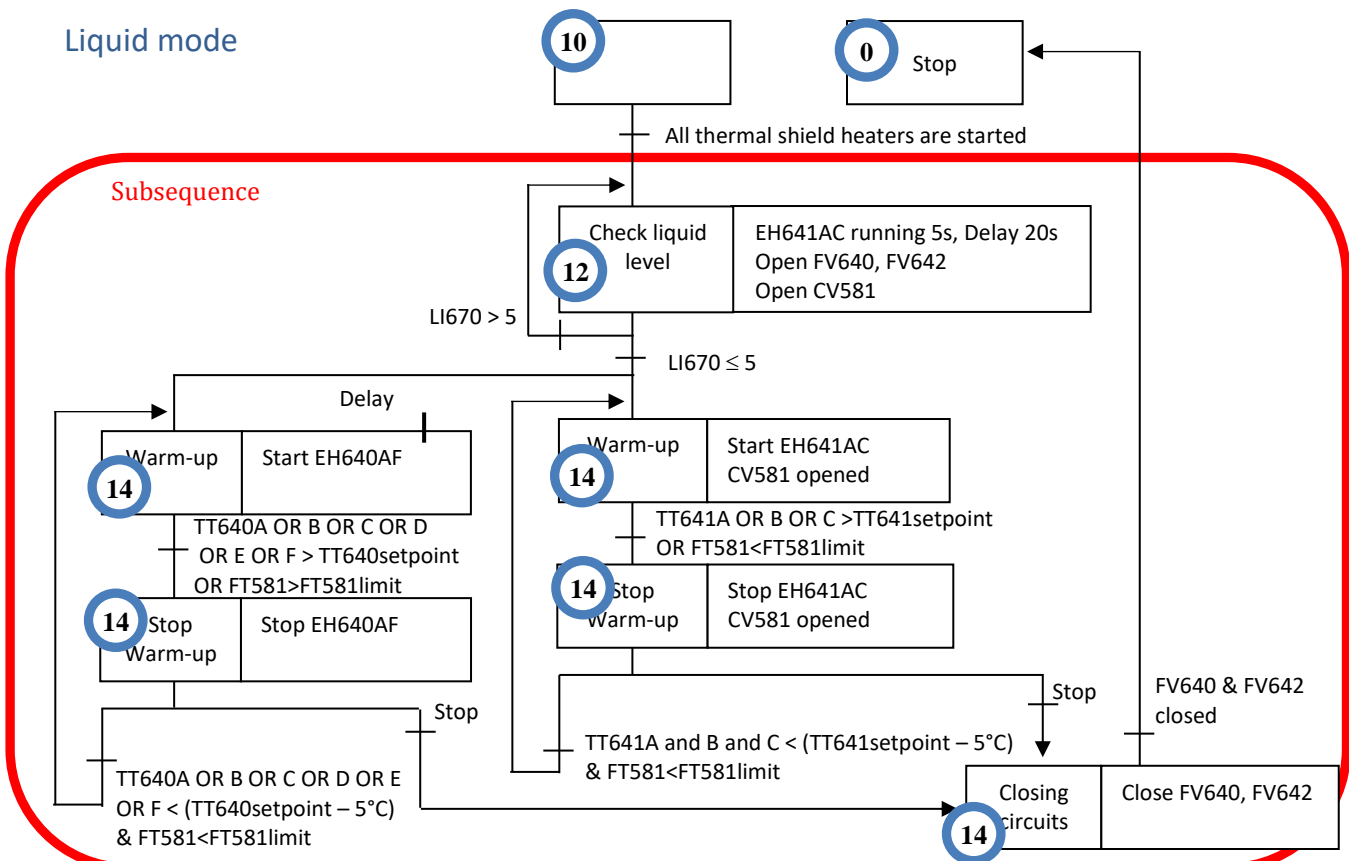 Liquid mode
10
0
Stop
All thermal shield heaters are started
Subsequence
Check liquid
level
12
EH641AC running 5s, Delay 20s
Open FV640, FV642
Open CV581
LI670 > 5
LI670 ≤ 5
Delay
Warm-up
14
Start EH640AF
Warm-up
14
Start EH641AC
CV581 opened
TT640A OR B OR C OR D
OR E OR F > TT640setpoint
OR FT581>FT581limit
TT641A OR B OR C >TT641setpoint
OR FT581<FT581limit
14
Stop
Warm-up
Stop EH640AF
14
Stop
Warm-up
Stop EH641AC
CV581 opened
Stop
Stop
FV640 & FV642
closed
TT640A OR B OR C OR D OR E
OR F < (TT640setpoint – 5°C)
& FT581<FT581limit
TT641A and B and C < (TT641setpoint – 5°C)
& FT581<FT581limit
Closing
circuits
14
Close FV640, FV642